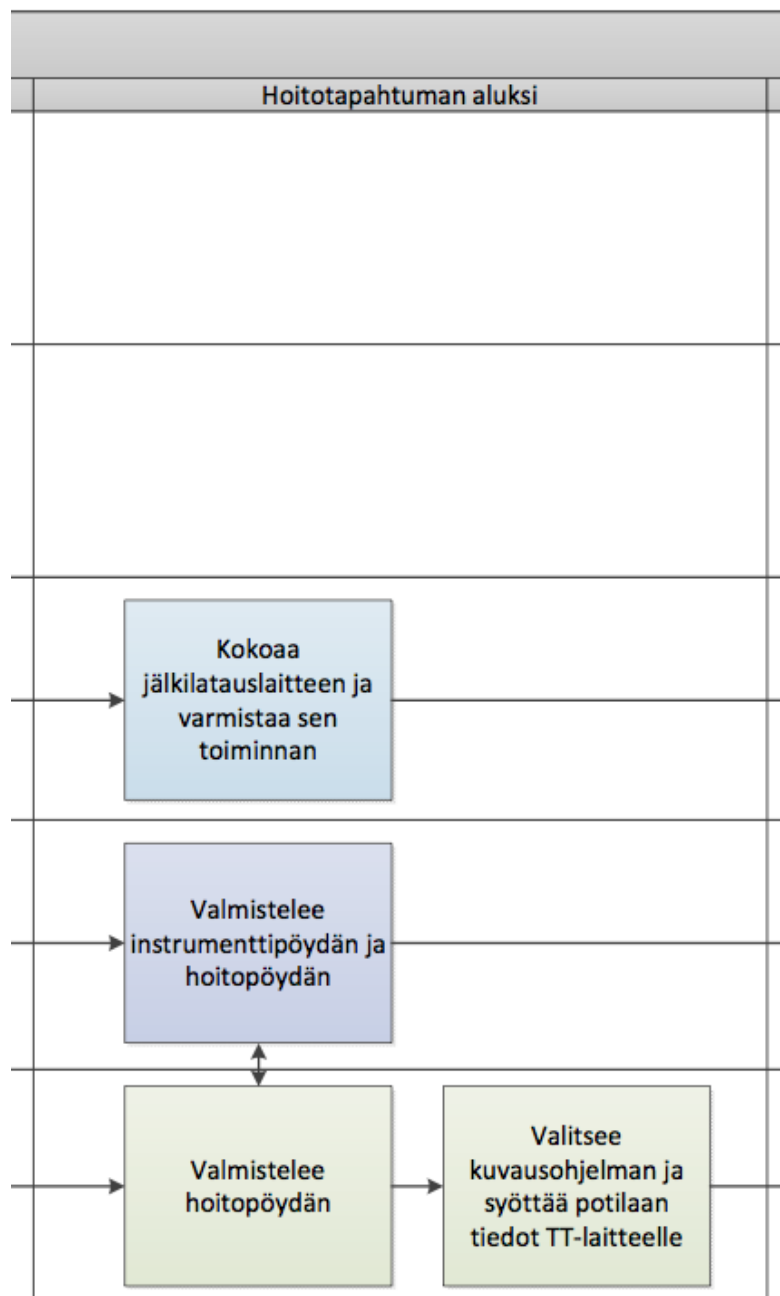 Hoitotapahtuman aluksi
Kokoaa
jälkilatauslaitteen ja
varmistaa sen
toiminnan
Valmistelee
instrumenttipöydän ja
hoitopöydän
Valmistelee
hoitopöydän
Valitsee
kuvausohjelman ja
syöttää potilaan
tiedot TT-laitteelle